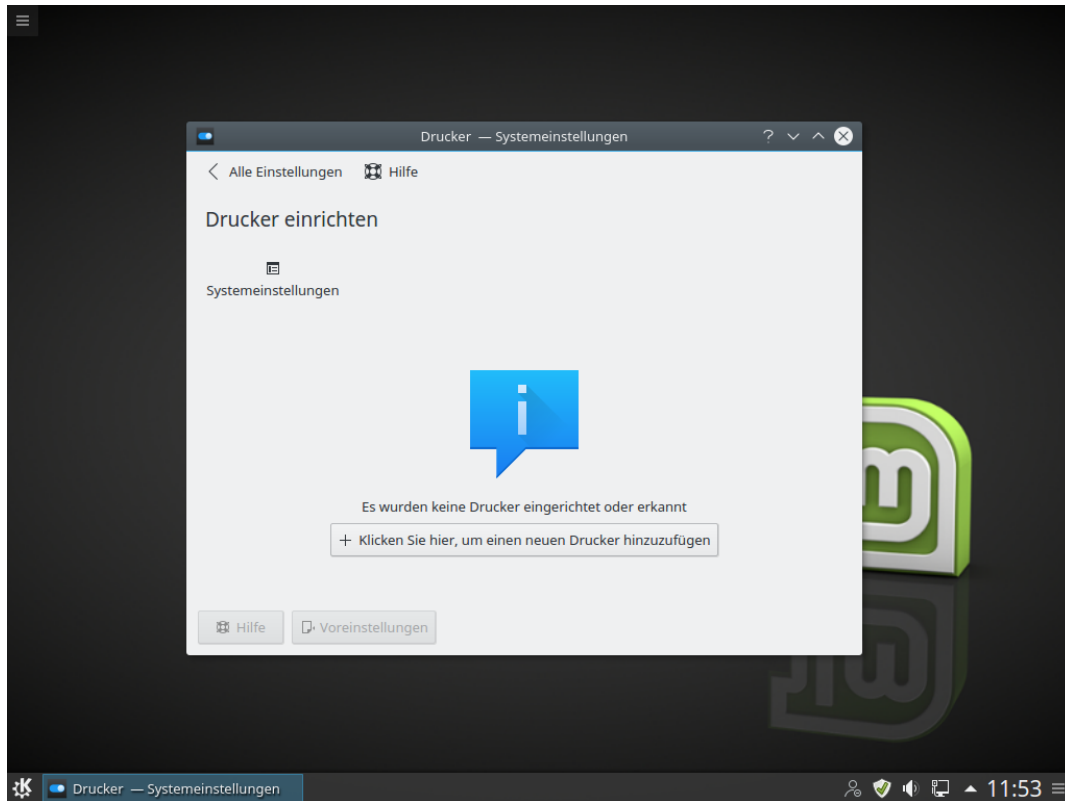 Drucker — Systemeinstellungen
Alle Einstellungen Hilfe
Drucker einrichten
Systemeinstellungen
Es wurden keine Drucker eingerichtet oder erkannt
+ Klicken Sie hier, um einen neuen Drucker hinzuzufügen
Hilfe Voreinstellungen
Drucker — Systemeinstellungen 11:53